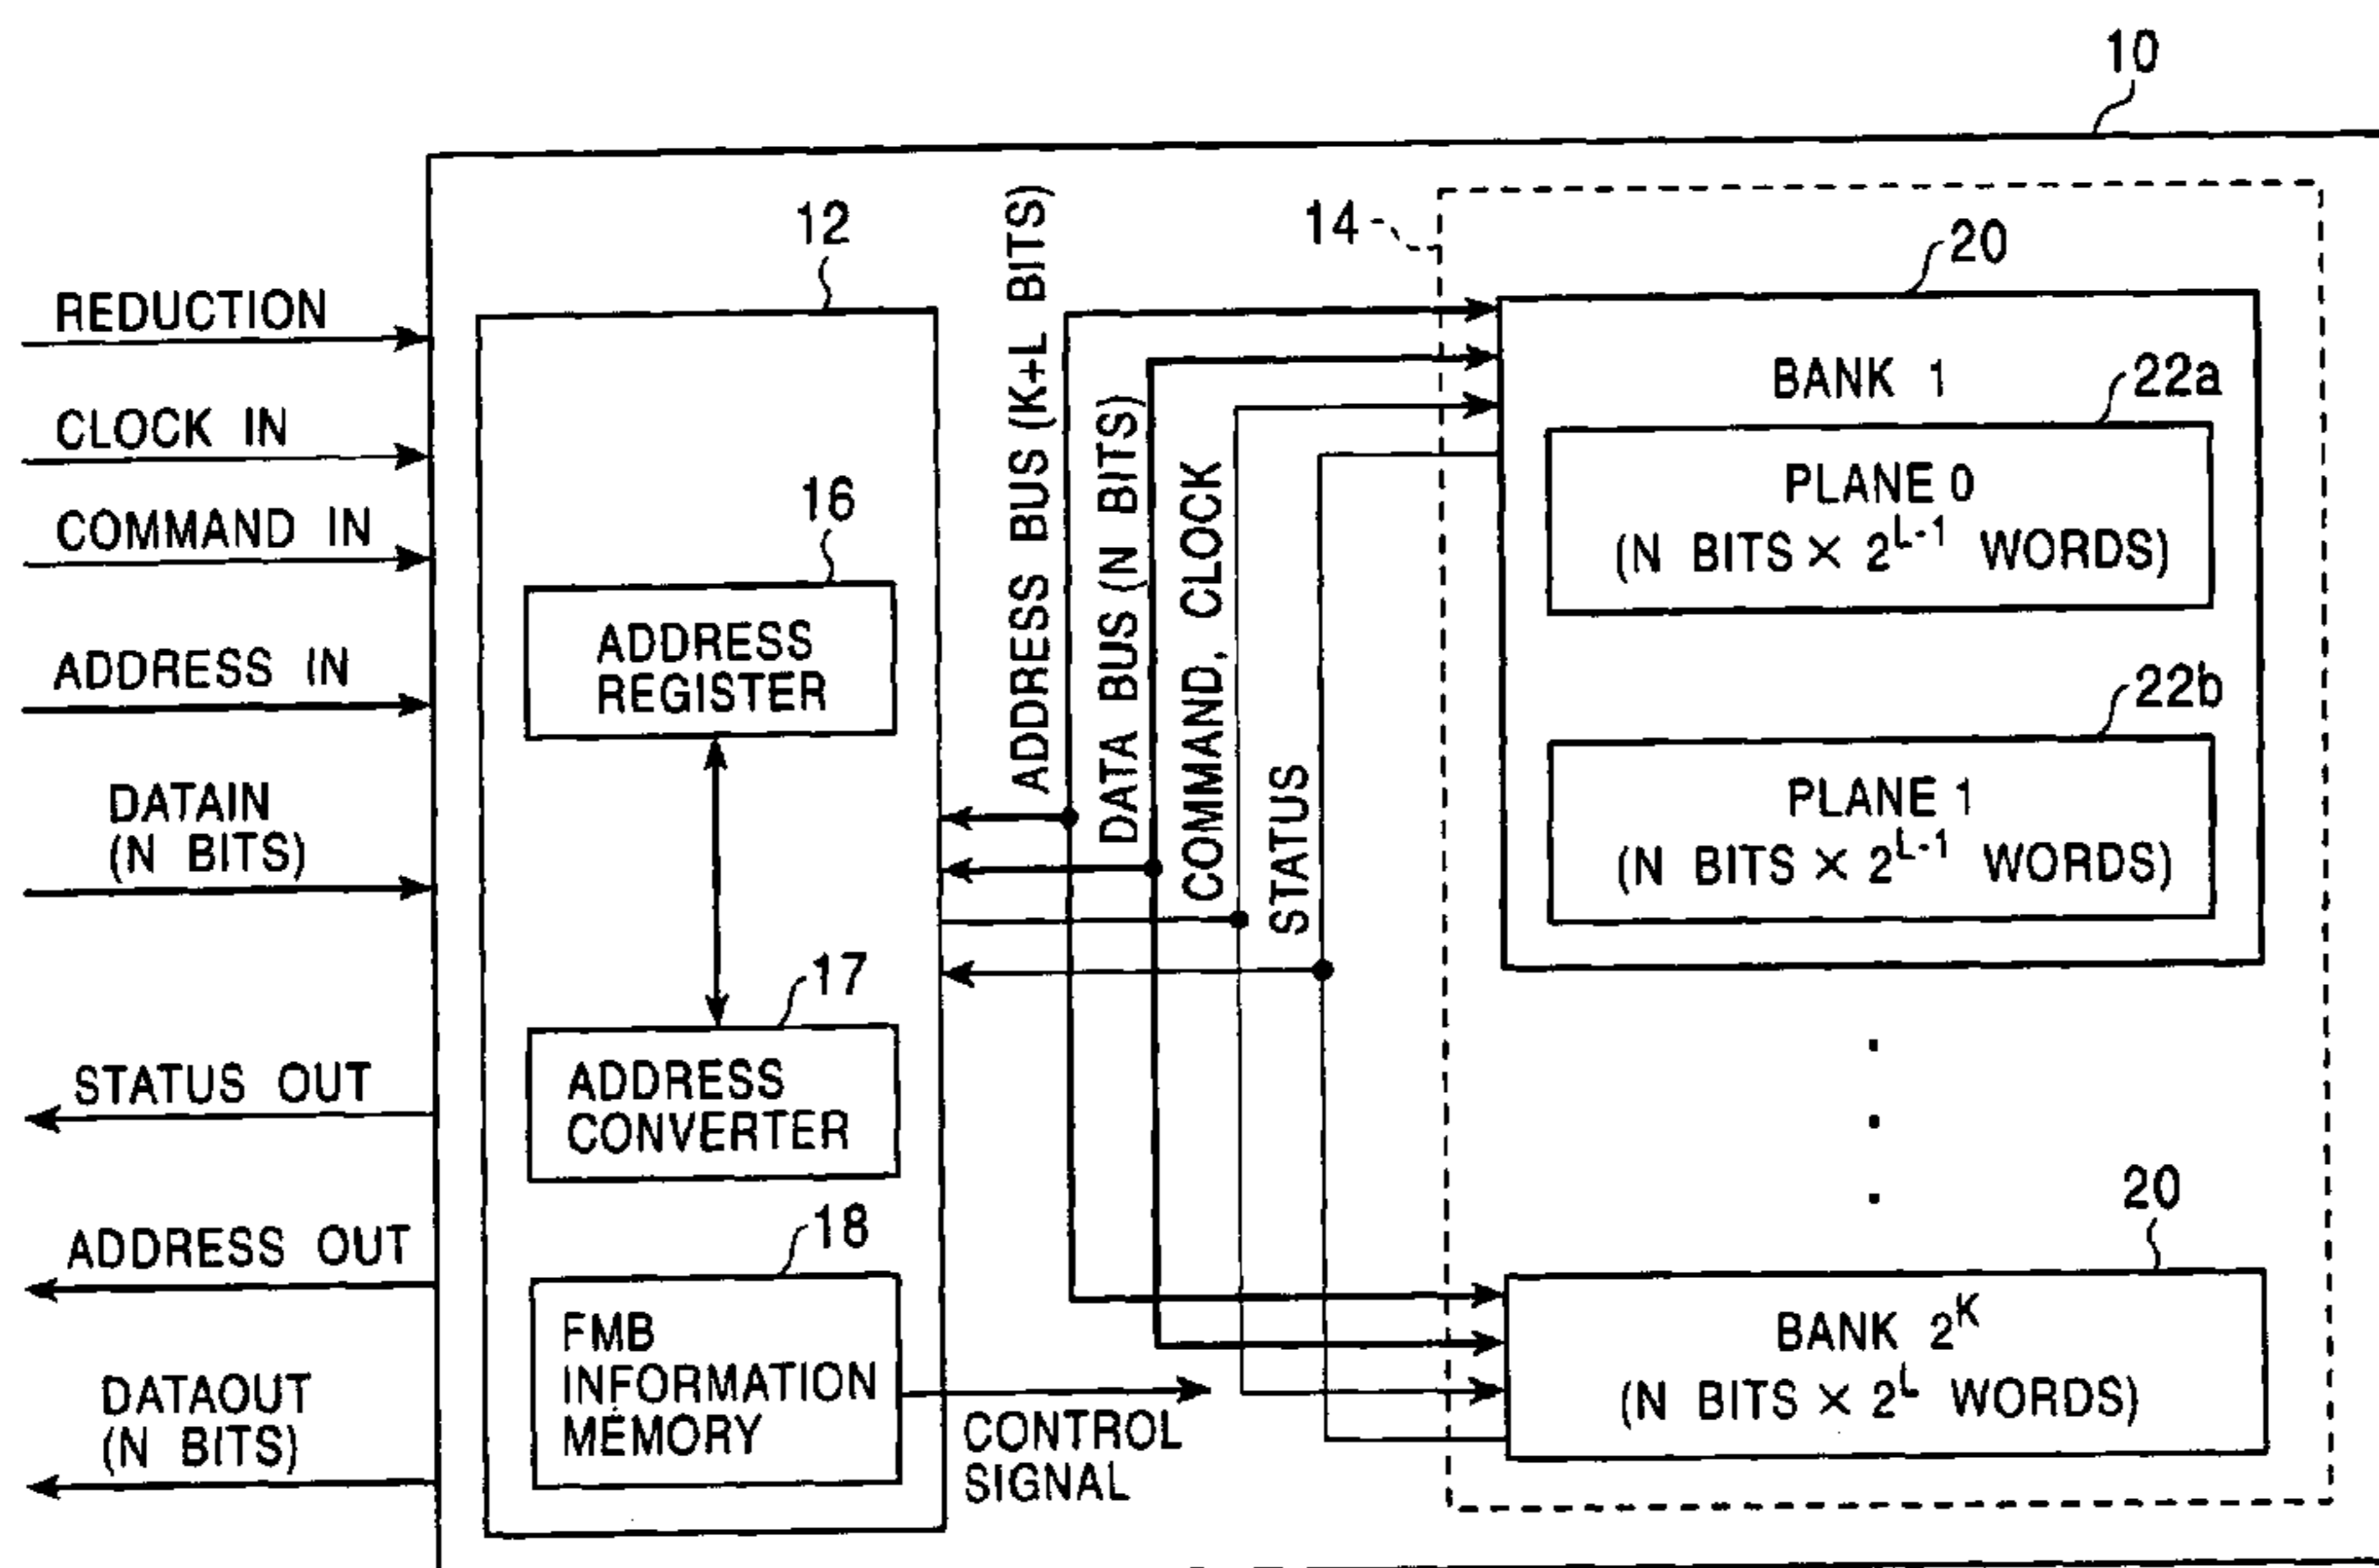 10
12
14
20
REDUCTION
CLOCK IN
COMMAND IN
ADDRESS IN
DATAIN
(N BITS)
STATUS OUT
ADDRESS OUT
DATAOUT
(N BITS)
16
ADDRESS
REGISTER
17
ADDRESS
CONVERTER
18
FMB
INFORMATION
MEMORY
CONTROL
SIGNAL
ADDRESS BUS (K+L BITS)
DATA BUS (N BITS)
COMMAND, CLOCK
STATUS
BANK 1
22a
PLANE 0
(N BITS × 2^L-1 WORDS)
22b
PLANE 1
(N BITS × 2^L-1 WORDS)
20
BANK 2^K
(N BITS × 2^L WORDS)